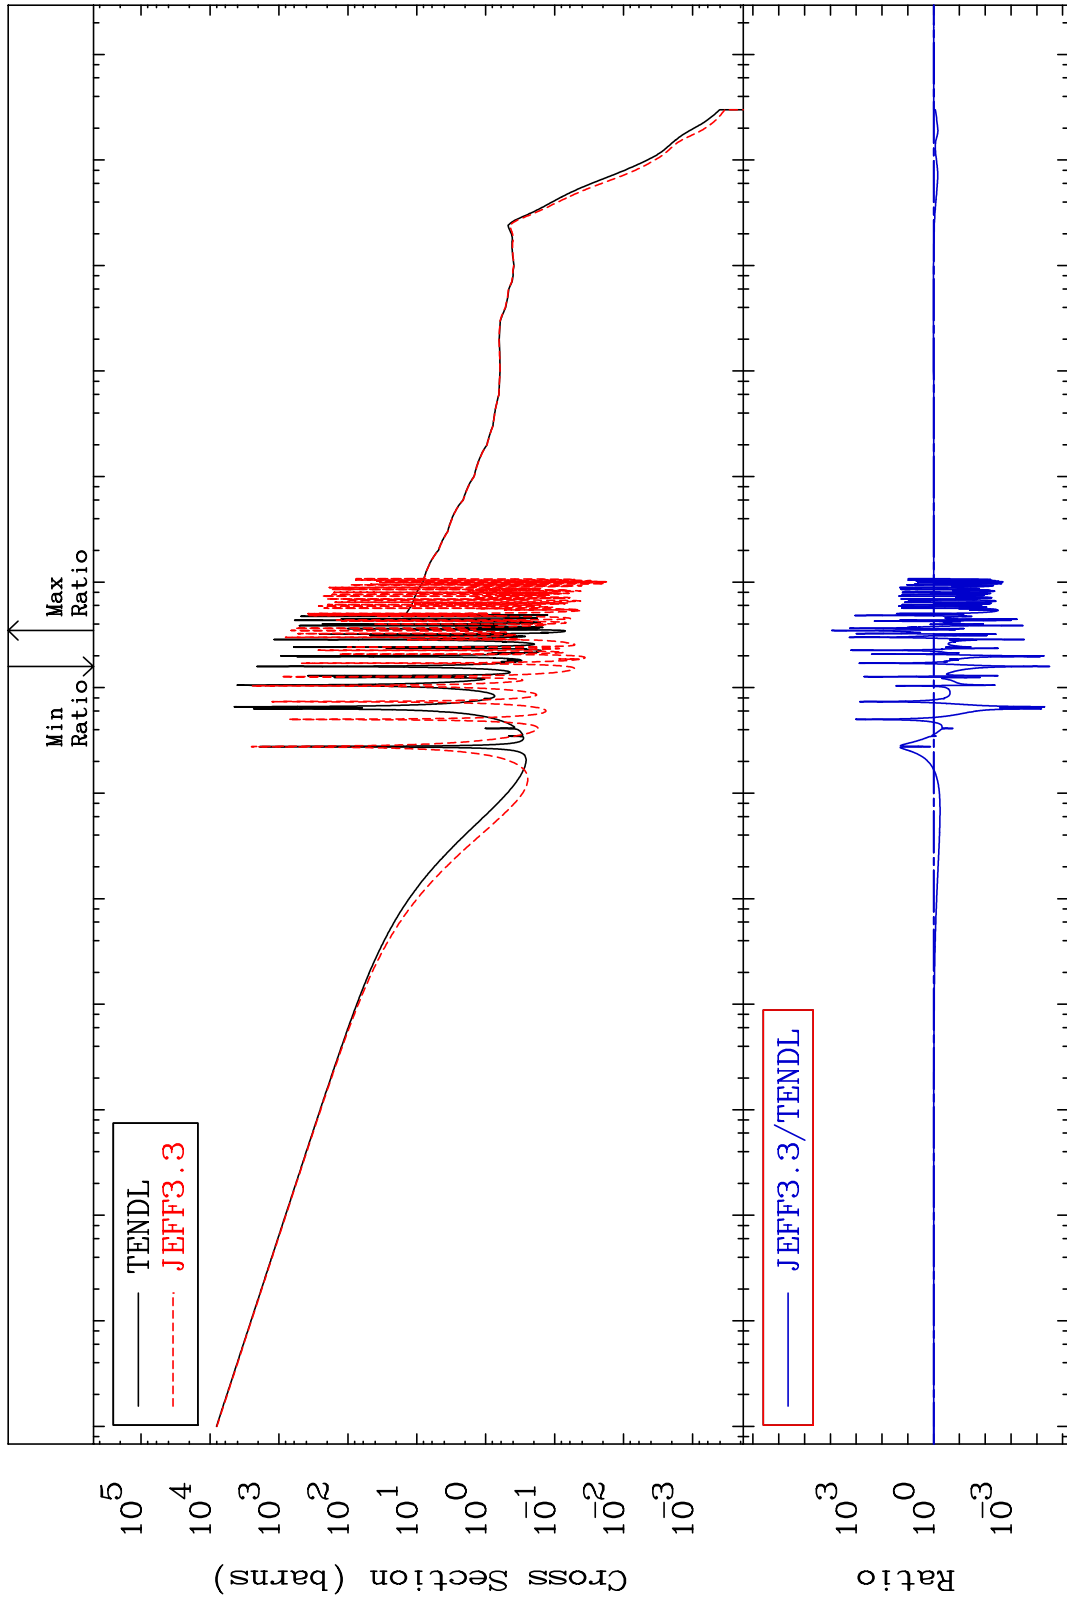 Min
Ratio
Max
Ratio
10^5
10^4
10^3
10^2
10^1
10^0
10^-1
10^-2
10^-3
Cross Section (barns)
TENDL
JEFF3.3
10^3
10^0
10^-3
Ratio
JEFF3.3/TENDL